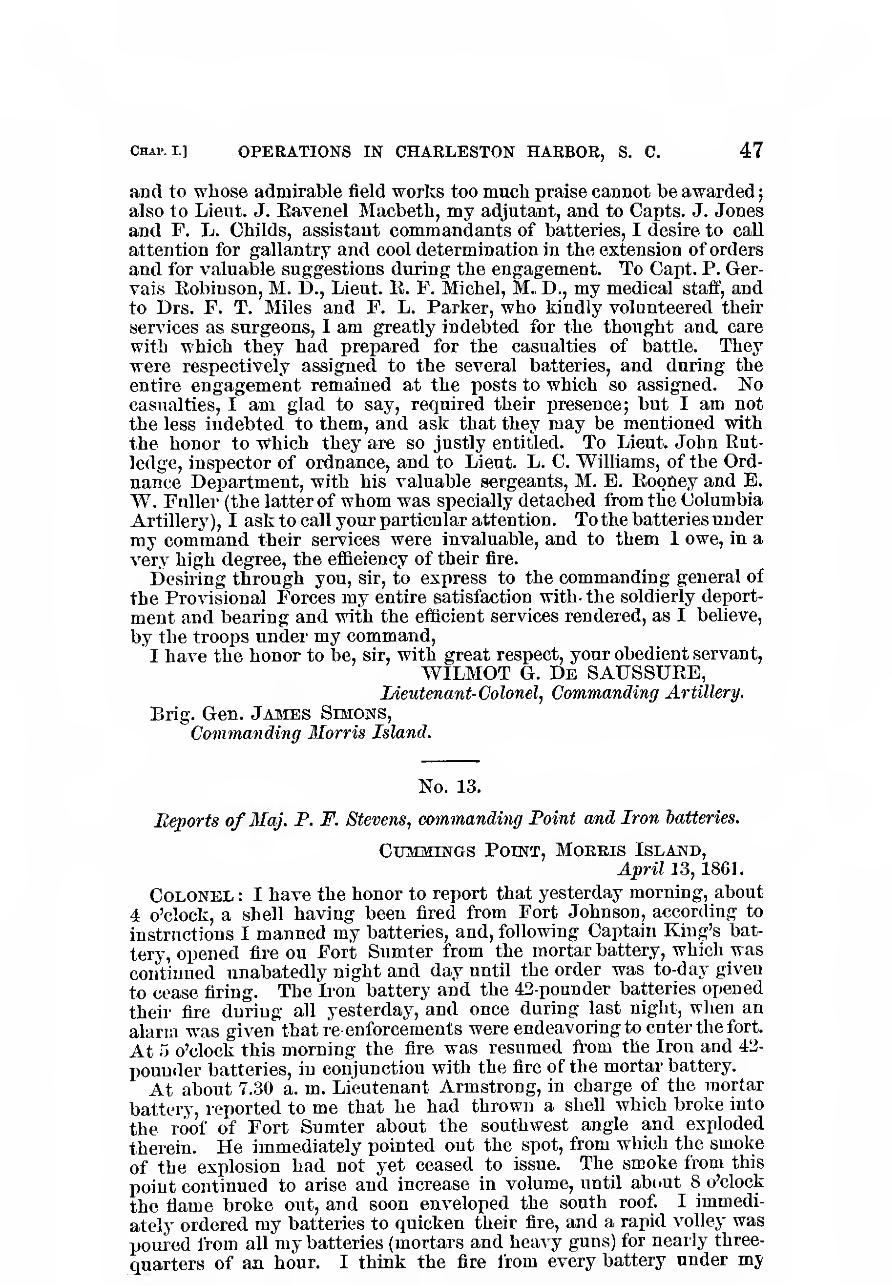 CHAP. I.] OPERATIONS IN CHARLESTON HARBOR, S. C. 47
and to whose admirable field works too much praise cannot be awarded;
also to Lieut. J. Ravenel Macbeth, my adjutant, and to Capts. J. Jones
and F. L. Childs, assistant commandants of batteries, I desire to call
attention for gallantry and cool determination in the extension of orders
and for valuable suggestions during the engagement. To Capt. P. Ger-
vais Robinson, M. D., Lieut. R. F. Michel, M. D., my medical staff, and
to Drs. F. T. Miles and F. L. Parker, who kindly volunteered their
services as surgeons, I am greatly indebted for the thought and care
with which they had prepared for the casualties of battle. They
were respectively assigned to the several batteries, and during the
entire engagement remained at the posts to which so assigned. No
casualties, I am glad to say, required their presence; but I am not
the less indebted to them, and ask that they may be mentioned with
the honor to which they are so justly entitled. To Lieut. John Rut-
ledge, inspector of ordnance, and to Lieut. L. C. Williams, of the Ord-
nance Department, with his valuable sergeants, M. E. Rooney and E.
W. Fuller (the latter of whom was specially detached from the Columbia
Artillery), I ask to call your particular attention. To the batteries under
my command their services were invaluable, and to them I owe, in a
very high degree, the efficiency of their fire.
Desiring through you, sir, to express to the commanding general of
the Provisional Forces my entire satisfaction with the soldierly deport-
ment and bearing and with the efficient services rendered, as I believe,
by the troops under my command,
I have the honor to be, sir, with great respect, your obedient servant,
WILMOT G. DE SAUSSURE,
Lieutenant-Colonel, Commanding Artillery.
Brig. Gen. JAMES SIMONS,
Commanding Morris Island.
No. 13.
Reports of Maj. P. F. Stevens, commanding Point and Iron batteries.
CUMMINGS POINT, MORRIS ISLAND,
April 13, 1861.
COLONEL: I have the honor to report that yesterday morning, about
4 o'clock, a shell having been fired from Fort Johnson, according to
instructions I manned my batteries, and, following Captain King's bat-
tery, opened fire on Fort Sumter from the mortar battery, which was
continued unabatedly night and day until the order was to-day given
to cease firing. The Iron battery and the 42-pounder batteries opened
their fire during all yesterday, and once during last night, when an
alarm was given that re-enforcements were endeavoring to enter the fort.
At 5 o'clock this morning the fire was resumed from the Iron and 42-
pounder batteries, in conjunction with the fire of the mortar battery.
At about 7.30 a. m. Lieutenant Armstrong, in charge of the mortar
battery, reported to me that he had thrown a shell which broke into
the roof of Fort Sumter about the southwest angle and exploded
therein. He immediately pointed out the spot, from which the smoke
of the explosion had not yet ceased to issue. The smoke from this
point continued to arise and increase in volume, until about 8 o'clock
the flame broke out, and soon enveloped the south roof. I immedi-
ately ordered my batteries to quicken their fire, and a rapid volley was
poured from all my batteries (mortars and heavy guns) for nearly three-
quarters of an hour. I think the fire from every battery under my